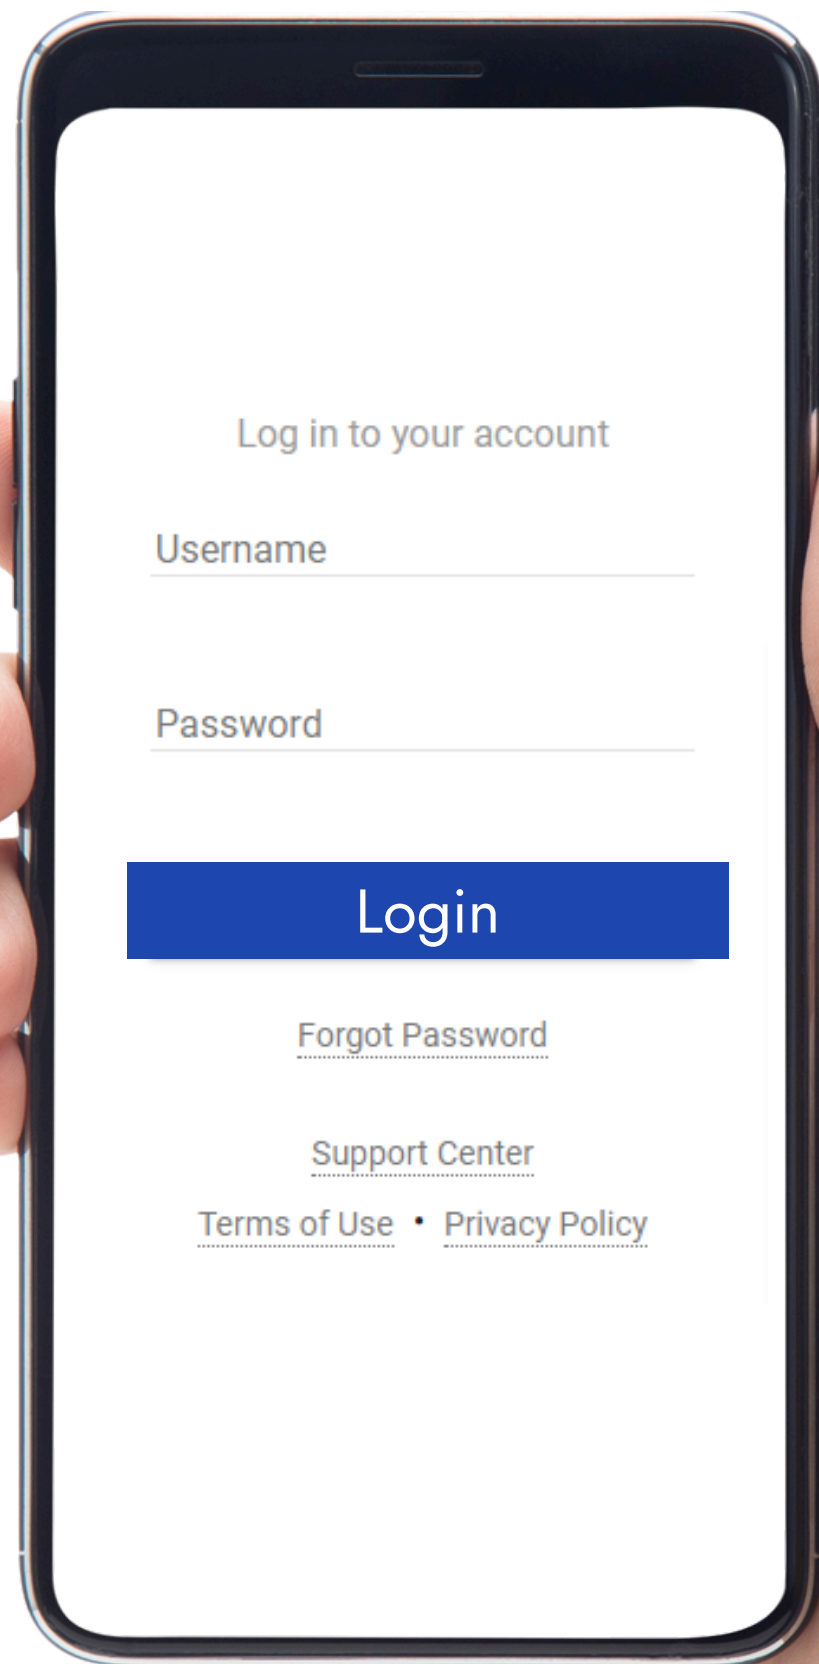 Log in to your account
Username
Password
Login
Forgot Password
Support Center
Terms of Use • Privacy Policy